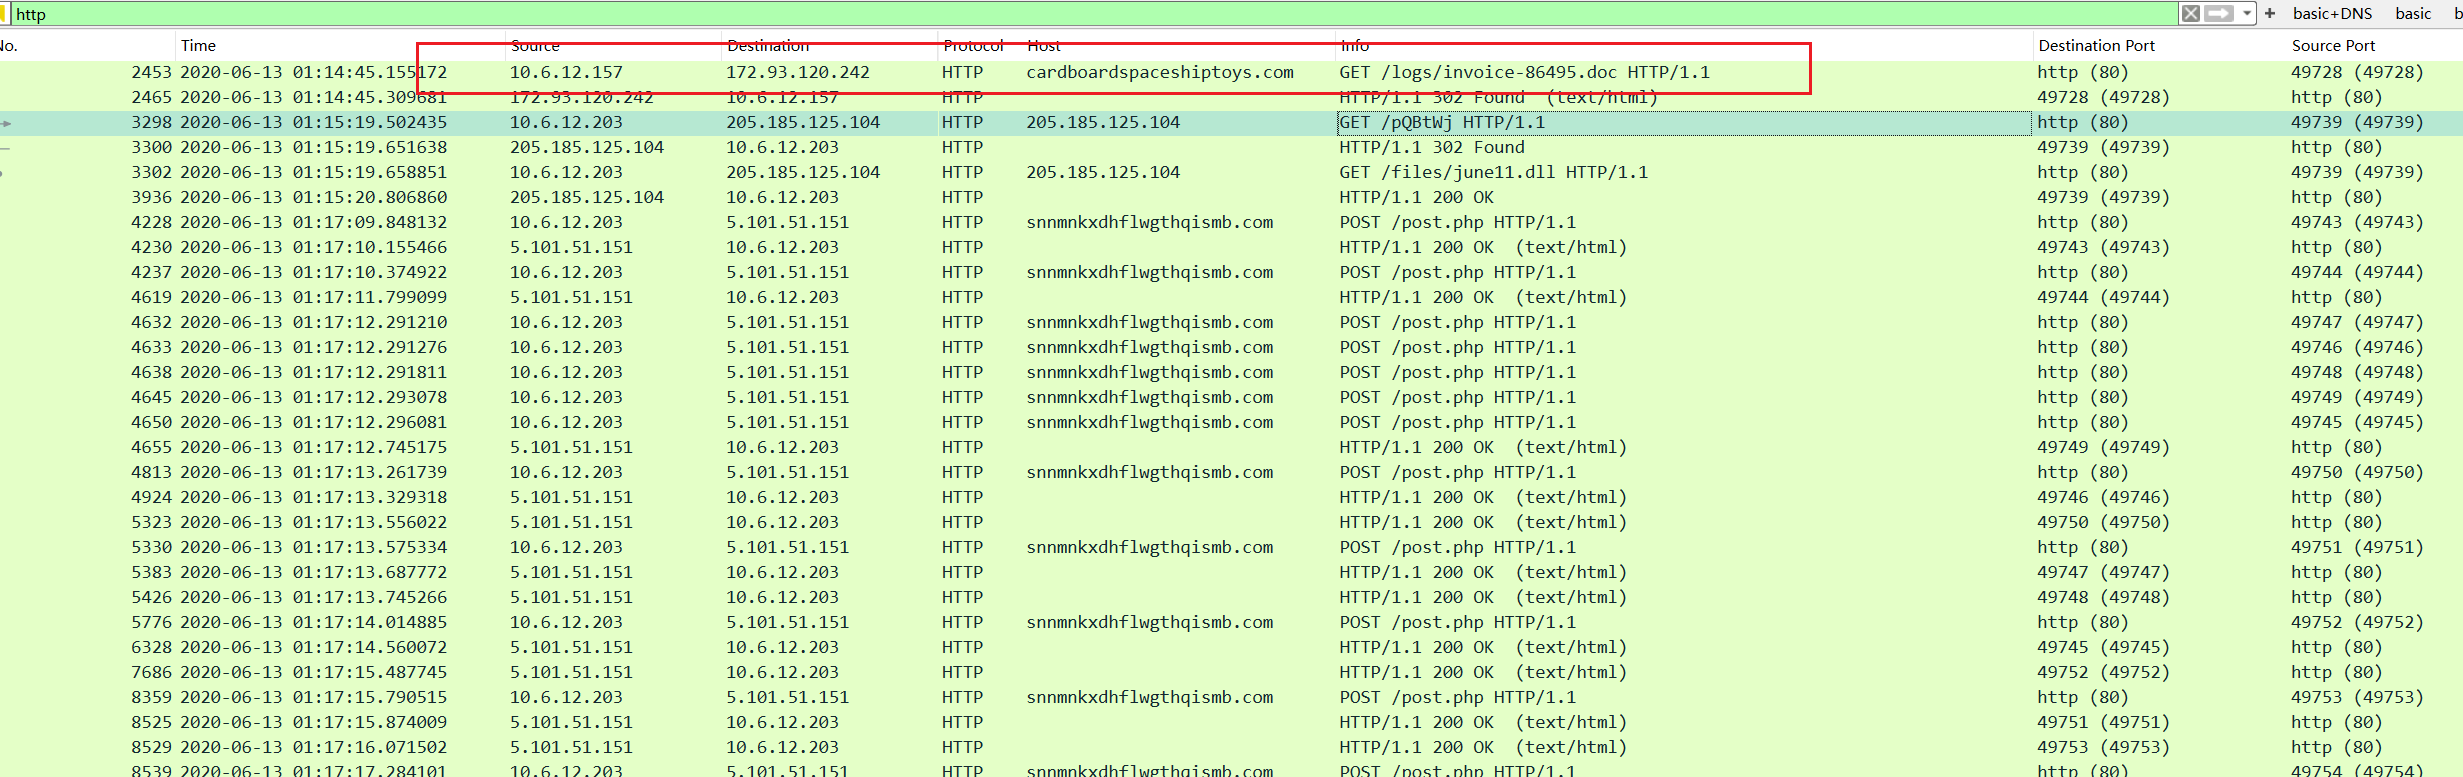 http + basic+DNS basic b
No. Time Source Destination Protocol Host Info Destination Port Source Port
2453 2020-06-13 01:14:45.155172 10.6.12.157 172.93.120.242 HTTP cardboardspaceshiptoys.com GET /logs/invoice-86495.doc HTTP/1.1 http (80) 49728 (49728)
2465 2020-06-13 01:14:45.309681 172.93.120.242 10.6.12.157 HTTP HTTP/1.1 302 Found (text/html) 49728 (49728) http (80)
3298 2020-06-13 01:15:19.502435 10.6.12.203 205.185.125.104 HTTP 205.185.125.104 GET /pQBtWj HTTP/1.1 http (80) 49739 (49739)
3300 2020-06-13 01:15:19.651638 205.185.125.104 10.6.12.203 HTTP HTTP/1.1 302 Found 49739 (49739) http (80)
3302 2020-06-13 01:15:19.658851 10.6.12.203 205.185.125.104 HTTP 205.185.125.104 GET /files/june11.dll HTTP/1.1 http (80) 49739 (49739)
3936 2020-06-13 01:15:20.806860 205.185.125.104 10.6.12.203 HTTP HTTP/1.1 200 OK 49739 (49739) http (80)
4228 2020-06-13 01:17:09.848132 10.6.12.203 5.101.51.151 HTTP snnmnkxdhflwgthqismb.com POST /post.php HTTP/1.1 http (80) 49743 (49743)
4230 2020-06-13 01:17:10.155466 5.101.51.151 10.6.12.203 HTTP HTTP/1.1 200 OK (text/html) 49743 (49743) http (80)
4237 2020-06-13 01:17:10.374922 10.6.12.203 5.101.51.151 HTTP snnmnkxdhflwgthqismb.com POST /post.php HTTP/1.1 http (80) 49744 (49744)
4619 2020-06-13 01:17:11.799099 5.101.51.151 10.6.12.203 HTTP HTTP/1.1 200 OK (text/html) 49744 (49744) http (80)
4632 2020-06-13 01:17:12.291210 10.6.12.203 5.101.51.151 HTTP snnmnkxdhflwgthqismb.com POST /post.php HTTP/1.1 http (80) 49747 (49747)
4633 2020-06-13 01:17:12.291276 10.6.12.203 5.101.51.151 HTTP snnmnkxdhflwgthqismb.com POST /post.php HTTP/1.1 http (80) 49746 (49746)
4638 2020-06-13 01:17:12.291811 10.6.12.203 5.101.51.151 HTTP snnmnkxdhflwgthqismb.com POST /post.php HTTP/1.1 http (80) 49748 (49748)
4645 2020-06-13 01:17:12.293078 10.6.12.203 5.101.51.151 HTTP snnmnkxdhflwgthqismb.com POST /post.php HTTP/1.1 http (80) 49749 (49749)
4650 2020-06-13 01:17:12.296081 10.6.12.203 5.101.51.151 HTTP snnmnkxdhflwgthqismb.com POST /post.php HTTP/1.1 http (80) 49745 (49745)
4655 2020-06-13 01:17:12.745175 5.101.51.151 10.6.12.203 HTTP HTTP/1.1 200 OK (text/html) 49749 (49749) http (80)
4813 2020-06-13 01:17:13.261739 10.6.12.203 5.101.51.151 HTTP snnmnkxdhflwgthqismb.com POST /post.php HTTP/1.1 http (80) 49750 (49750)
4924 2020-06-13 01:17:13.329318 5.101.51.151 10.6.12.203 HTTP HTTP/1.1 200 OK (text/html) 49746 (49746) http (80)
5323 2020-06-13 01:17:13.556022 5.101.51.151 10.6.12.203 HTTP HTTP/1.1 200 OK (text/html) 49750 (49750) http (80)
5330 2020-06-13 01:17:13.575334 10.6.12.203 5.101.51.151 HTTP snnmnkxdhflwgthqismb.com POST /post.php HTTP/1.1 http (80) 49751 (49751)
5383 2020-06-13 01:17:13.687772 5.101.51.151 10.6.12.203 HTTP HTTP/1.1 200 OK (text/html) 49747 (49747) http (80)
5426 2020-06-13 01:17:13.745266 5.101.51.151 10.6.12.203 HTTP HTTP/1.1 200 OK (text/html) 49748 (49748) http (80)
5776 2020-06-13 01:17:14.014885 10.6.12.203 5.101.51.151 HTTP snnmnkxdhflwgthqismb.com POST /post.php HTTP/1.1 http (80) 49752 (49752)
6328 2020-06-13 01:17:14.560072 5.101.51.151 10.6.12.203 HTTP HTTP/1.1 200 OK (text/html) 49745 (49745) http (80)
7686 2020-06-13 01:17:15.487745 5.101.51.151 10.6.12.203 HTTP HTTP/1.1 200 OK (text/html) 49752 (49752) http (80)
8359 2020-06-13 01:17:15.790515 10.6.12.203 5.101.51.151 HTTP snnmnkxdhflwgthqismb.com POST /post.php HTTP/1.1 http (80) 49753 (49753)
8525 2020-06-13 01:17:15.874009 5.101.51.151 10.6.12.203 HTTP HTTP/1.1 200 OK (text/html) 49751 (49751) http (80)
8529 2020-06-13 01:17:16.071502 5.101.51.151 10.6.12.203 HTTP HTTP/1.1 200 OK (text/html) 49753 (49753) http (80)
8539 2020-06-13 01:17:17.284101 10.6.12.203 5.101.51.151 HTTP snnmnkxdhflwgthqismb.com POST /post.php HTTP/1.1 http (80) 49754 (49754)